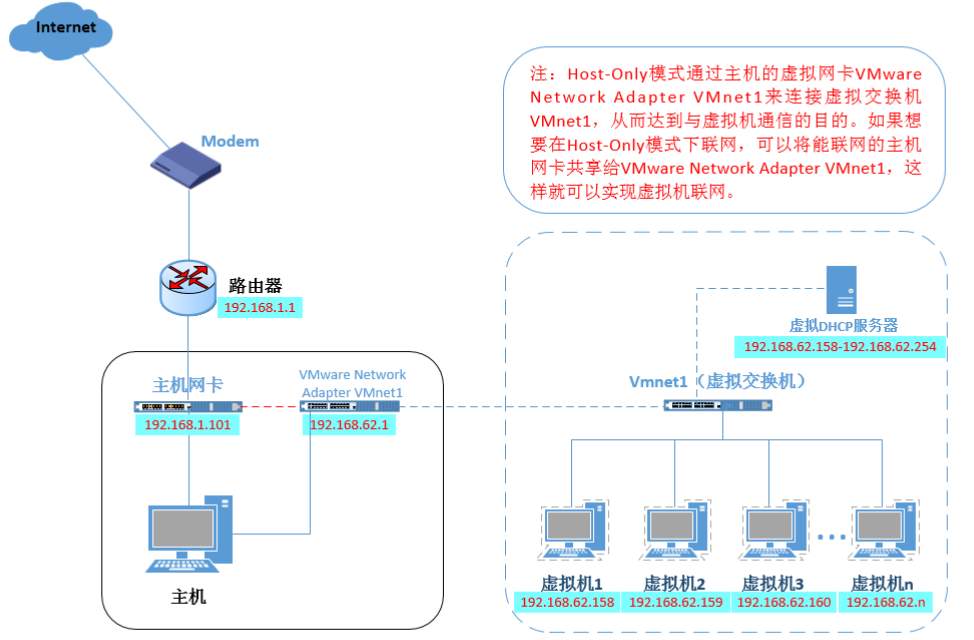 Internet
Modem
注：Host-Only模式通过主机的虚拟网卡VMware
Network Adapter VMnet1来连接虚拟交换机
VMnet1，从而达到与虚拟机通信的目的。如果想
要在Host-Only模式下联网，可以将能联网的主机
网卡共享给VMware Network Adapter VMnet1，这
样就可以实现虚拟机联网。
路由器
192.168.1.1
虚拟DHCP服务器
192.168.62.158-192.168.62.254
主机网卡
192.168.1.101
VMware Network
Adapter VMnet1
192.168.62.1
Vmnet1（虚拟交换机）
主机
虚拟机1
192.168.62.158
虚拟机2
192.168.62.159
虚拟机3
192.168.62.160
虚拟机n
192.168.62.n